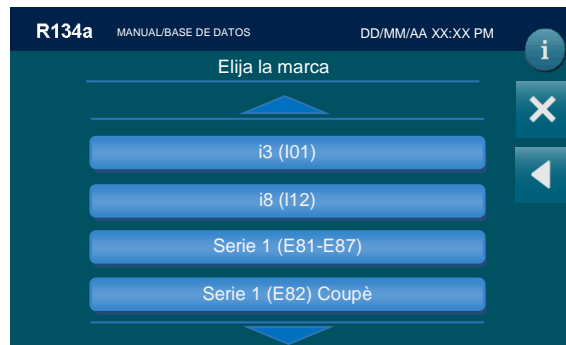 R134a MANUAL/BASE DE DATOS DD/MM/AA XX:XX PM
i
Elija la marca
i3 (I01)
i8 (I12)
Serie 1 (E81-E87)
Serie 1 (E82) Coupè